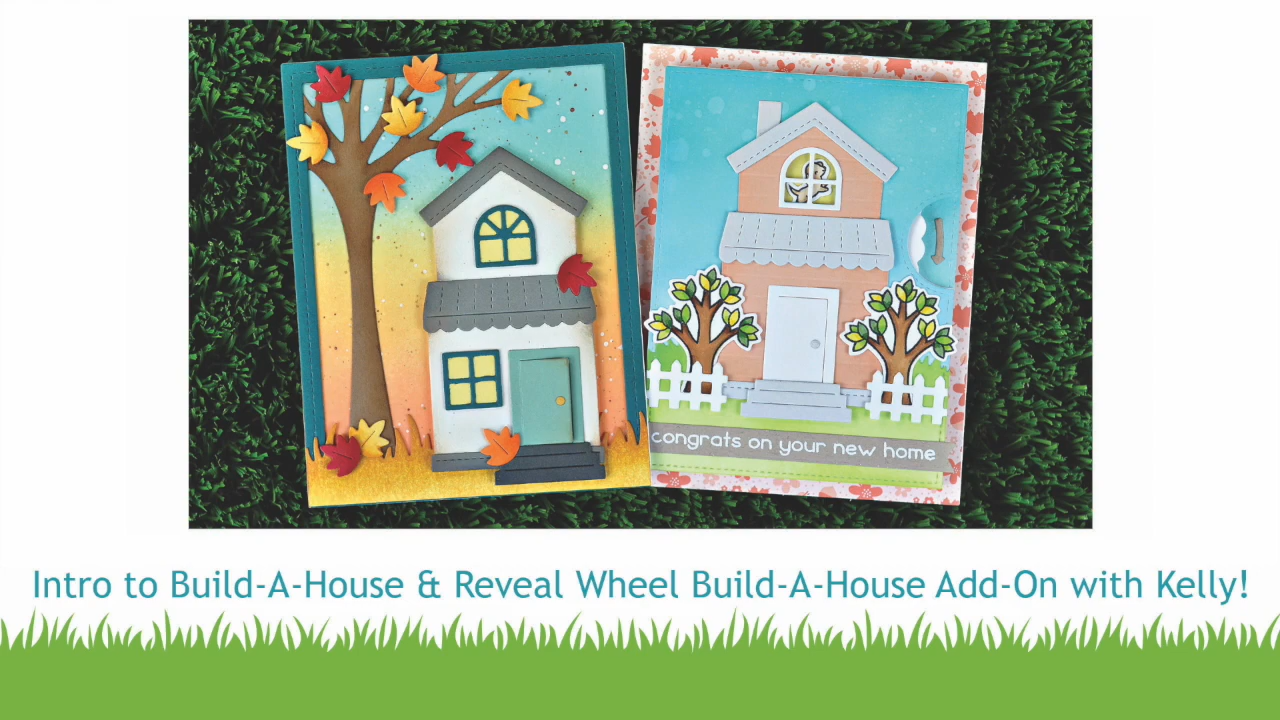 congrats on your new home
Intro to Build-A-House & Reveal Wheel Build-A-House Add-On with Kelly!